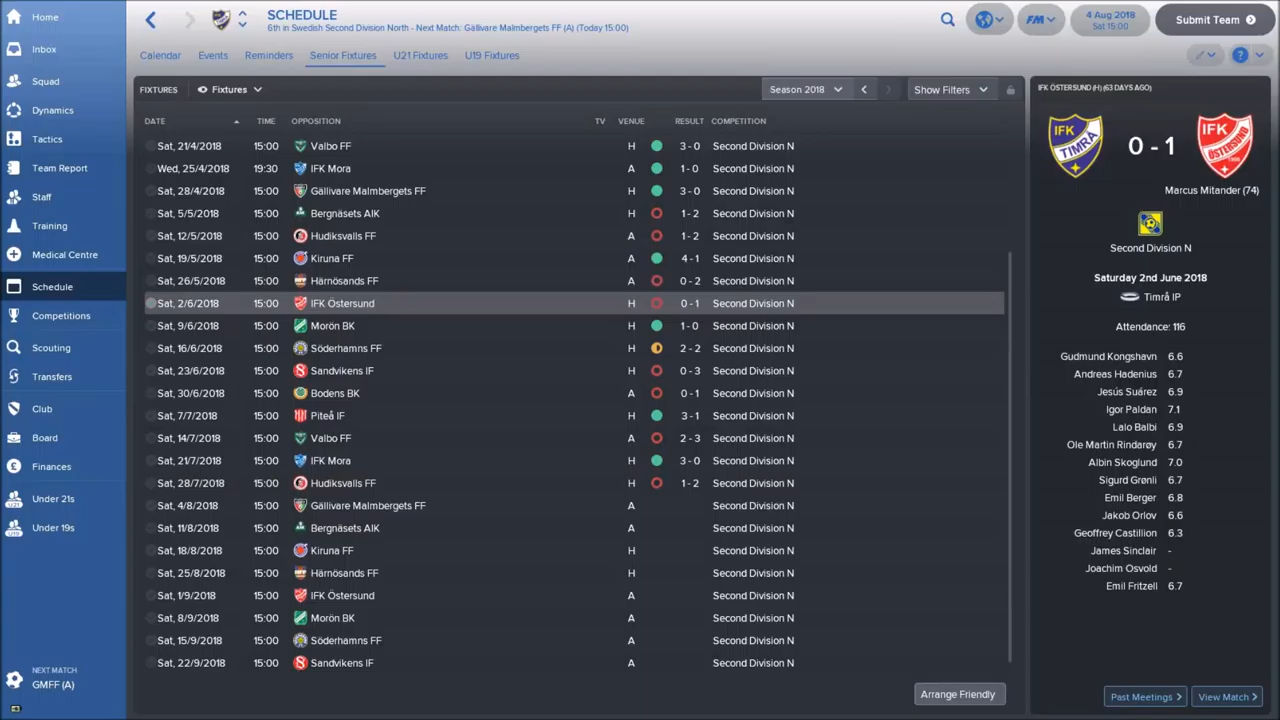 Home
Inbox
Squad
Dynamics
Tactics
Team Report
Staff
Training
Medical Centre
Schedule
Competitions
Scouting
Transfers
Club
Board
Finances
Under 21s
Under 19s
NEXT MATCH
GMFF (A)
SCHEDULE
6th in Swedish Second Division North - Next Match: Gällivare Malmbergets FF (A) (Today 15:00)
FM
4 Aug 2018
Sat 15:00
Submit Team
Calendar Events Reminders Senior Fixtures U21 Fixtures U19 Fixtures
?
FIXTURES Fixtures Season 2018 Show Filters
DATE TIME OPPOSITION TV VENUE RESULT COMPETITION
Sat, 21/4/2018 15:00 Valbo FF H 3 - 0 Second Division N
Wed, 25/4/2018 19:30 IFK Mora A 1 - 0 Second Division N
Sat, 28/4/2018 15:00 Gällivare Malmbergets FF H 3 - 0 Second Division N
Sat, 5/5/2018 15:00 Bergnäsets AIK H 1 - 2 Second Division N
Sat, 12/5/2018 15:00 Hudiksvalls FF A 1 - 2 Second Division N
Sat, 19/5/2018 15:00 Kiruna FF A 4 - 1 Second Division N
Sat, 26/5/2018 15:00 Härnösands FF A 0 - 2 Second Division N
Sat, 2/6/2018 15:00 IFK Östersund H 0 - 1 Second Division N
Sat, 9/6/2018 15:00 Morön BK H 1 - 0 Second Division N
Sat, 16/6/2018 15:00 Söderhamns FF H 2 - 2 Second Division N
Sat, 23/6/2018 15:00 Sandvikens IF H 0 - 3 Second Division N
Sat, 30/6/2018 15:00 Bodens BK A 0 - 1 Second Division N
Sat, 7/7/2018 15:00 Piteå IF H 3 - 1 Second Division N
Sat, 14/7/2018 15:00 Valbo FF A 2 - 3 Second Division N
Sat, 21/7/2018 15:00 IFK Mora H 3 - 0 Second Division N
Sat, 28/7/2018 15:00 Hudiksvalls FF H 1 - 2 Second Division N
Sat, 4/8/2018 15:00 Gällivare Malmbergets FF A Second Division N
Sat, 11/8/2018 15:00 Bergnäsets AIK A Second Division N
Sat, 18/8/2018 15:00 Kiruna FF H Second Division N
Sat, 25/8/2018 15:00 Härnösands FF H Second Division N
Sat, 1/9/2018 15:00 IFK Östersund A Second Division N
Sat, 8/9/2018 15:00 Morön BK A Second Division N
Sat, 15/9/2018 15:00 Söderhamns FF A Second Division N
Sat, 22/9/2018 15:00 Sandvikens IF A Second Division N
Arrange Friendly
IFK ÖSTERSUND (H) (63 DAYS AGO)
IFK TIMRÅ
0 - 1
IFK ÖSTERSUND
Marcus Mitander (74)
Second Division N
Saturday 2nd June 2018
Timrå IP
Attendance: 116
Gudmund Kongshavn 6.6
Andreas Hadenius 6.7
Jesús Suárez 6.9
Igor Paldan 7.1
Lalo Balbi 6.9
Ole Martin Rindarøy 6.7
Albin Skoglund 7.0
Sigurd Grønli 6.7
Emil Berger 6.8
Jakob Orlov 6.6
Geoffrey Castillion 6.3
James Sinclair -
Joachim Osvold -
Emil Fritzell 6.7
Past Meetings View Match